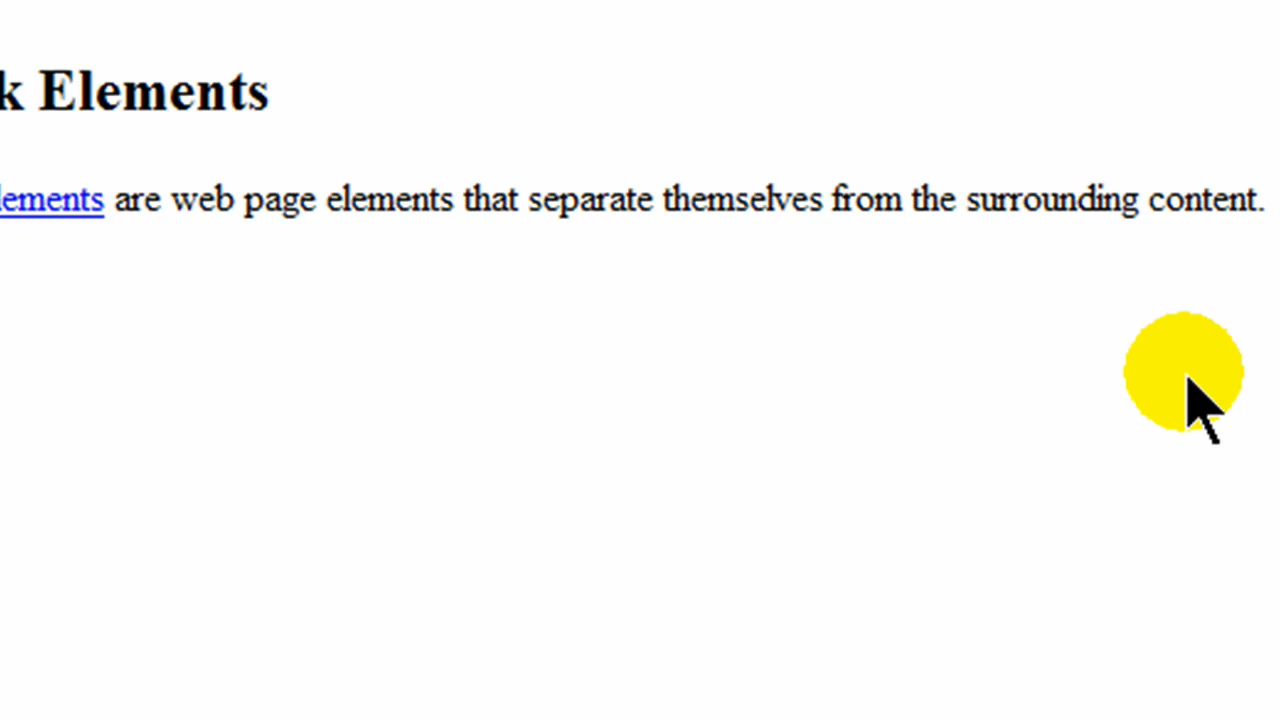 k Elements
lements are web page elements that separate themselves from the surrounding content.